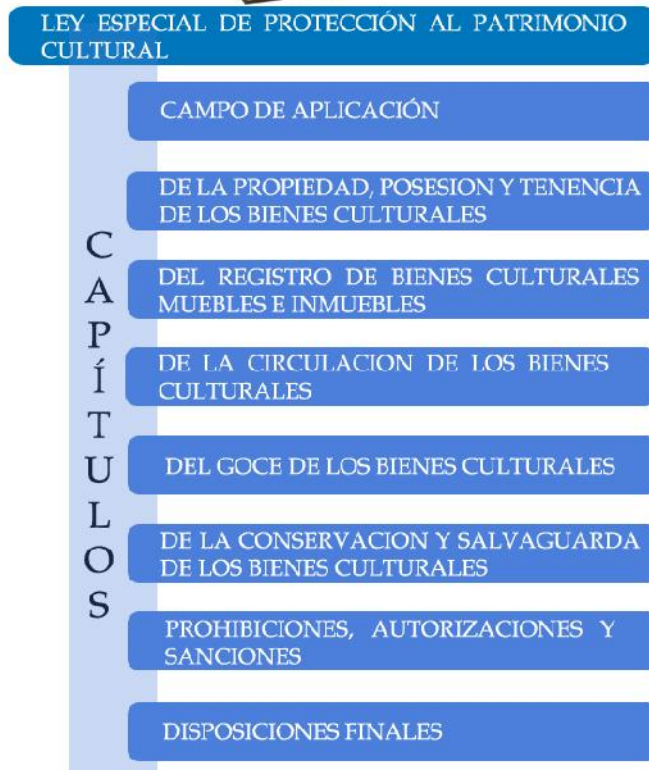 LEY ESPECIAL DE PROTECCIÓN AL PATRIMONIO
CULTURAL
CAPÍTULOS
CAMPO DE APLICACIÓN
DE LA PROPIEDAD, POSESION Y TENENCIA
DE LOS BIENES CULTURALES
DEL REGISTRO DE BIENES CULTURALES
MUEBLES E INMUEBLES
DE LA CIRCULACION DE LOS BIENES
CULTURALES
DEL GOCE DE LOS BIENES CULTURALES
DE LA CONSERVACION Y SALVAGUARDA
DE LOS BIENES CULTURALES
PROHIBICIONES, AUTORIZACIONES Y
SANCIONES
DISPOSICIONES FINALES